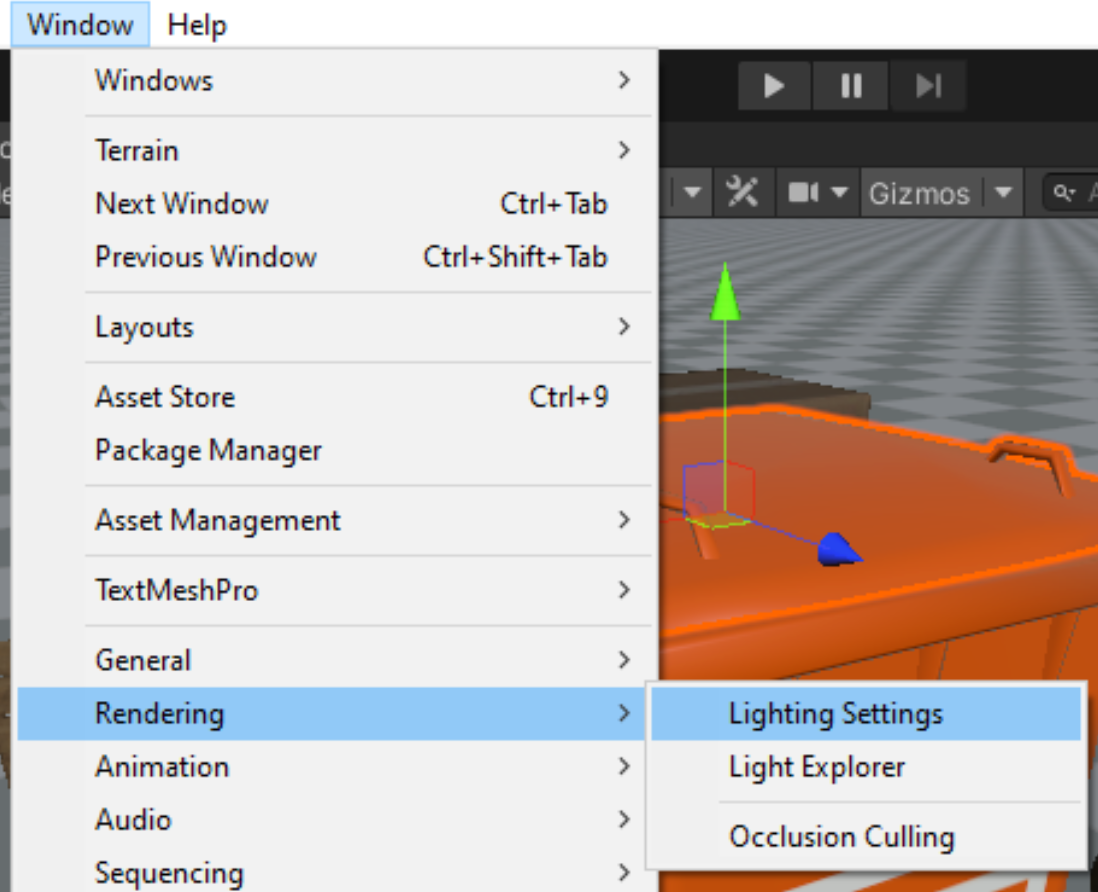 Window Help
Windows
Terrain
Next Window Ctrl+Tab
Previous Window Ctrl+Shift+Tab
Gizmos
Layouts
Asset Store Ctrl+9
Package Manager
Asset Management
TextMeshPro
General
Rendering
Lighting Settings
Animation
Light Explorer
Audio
Occlusion Culling
Sequencing